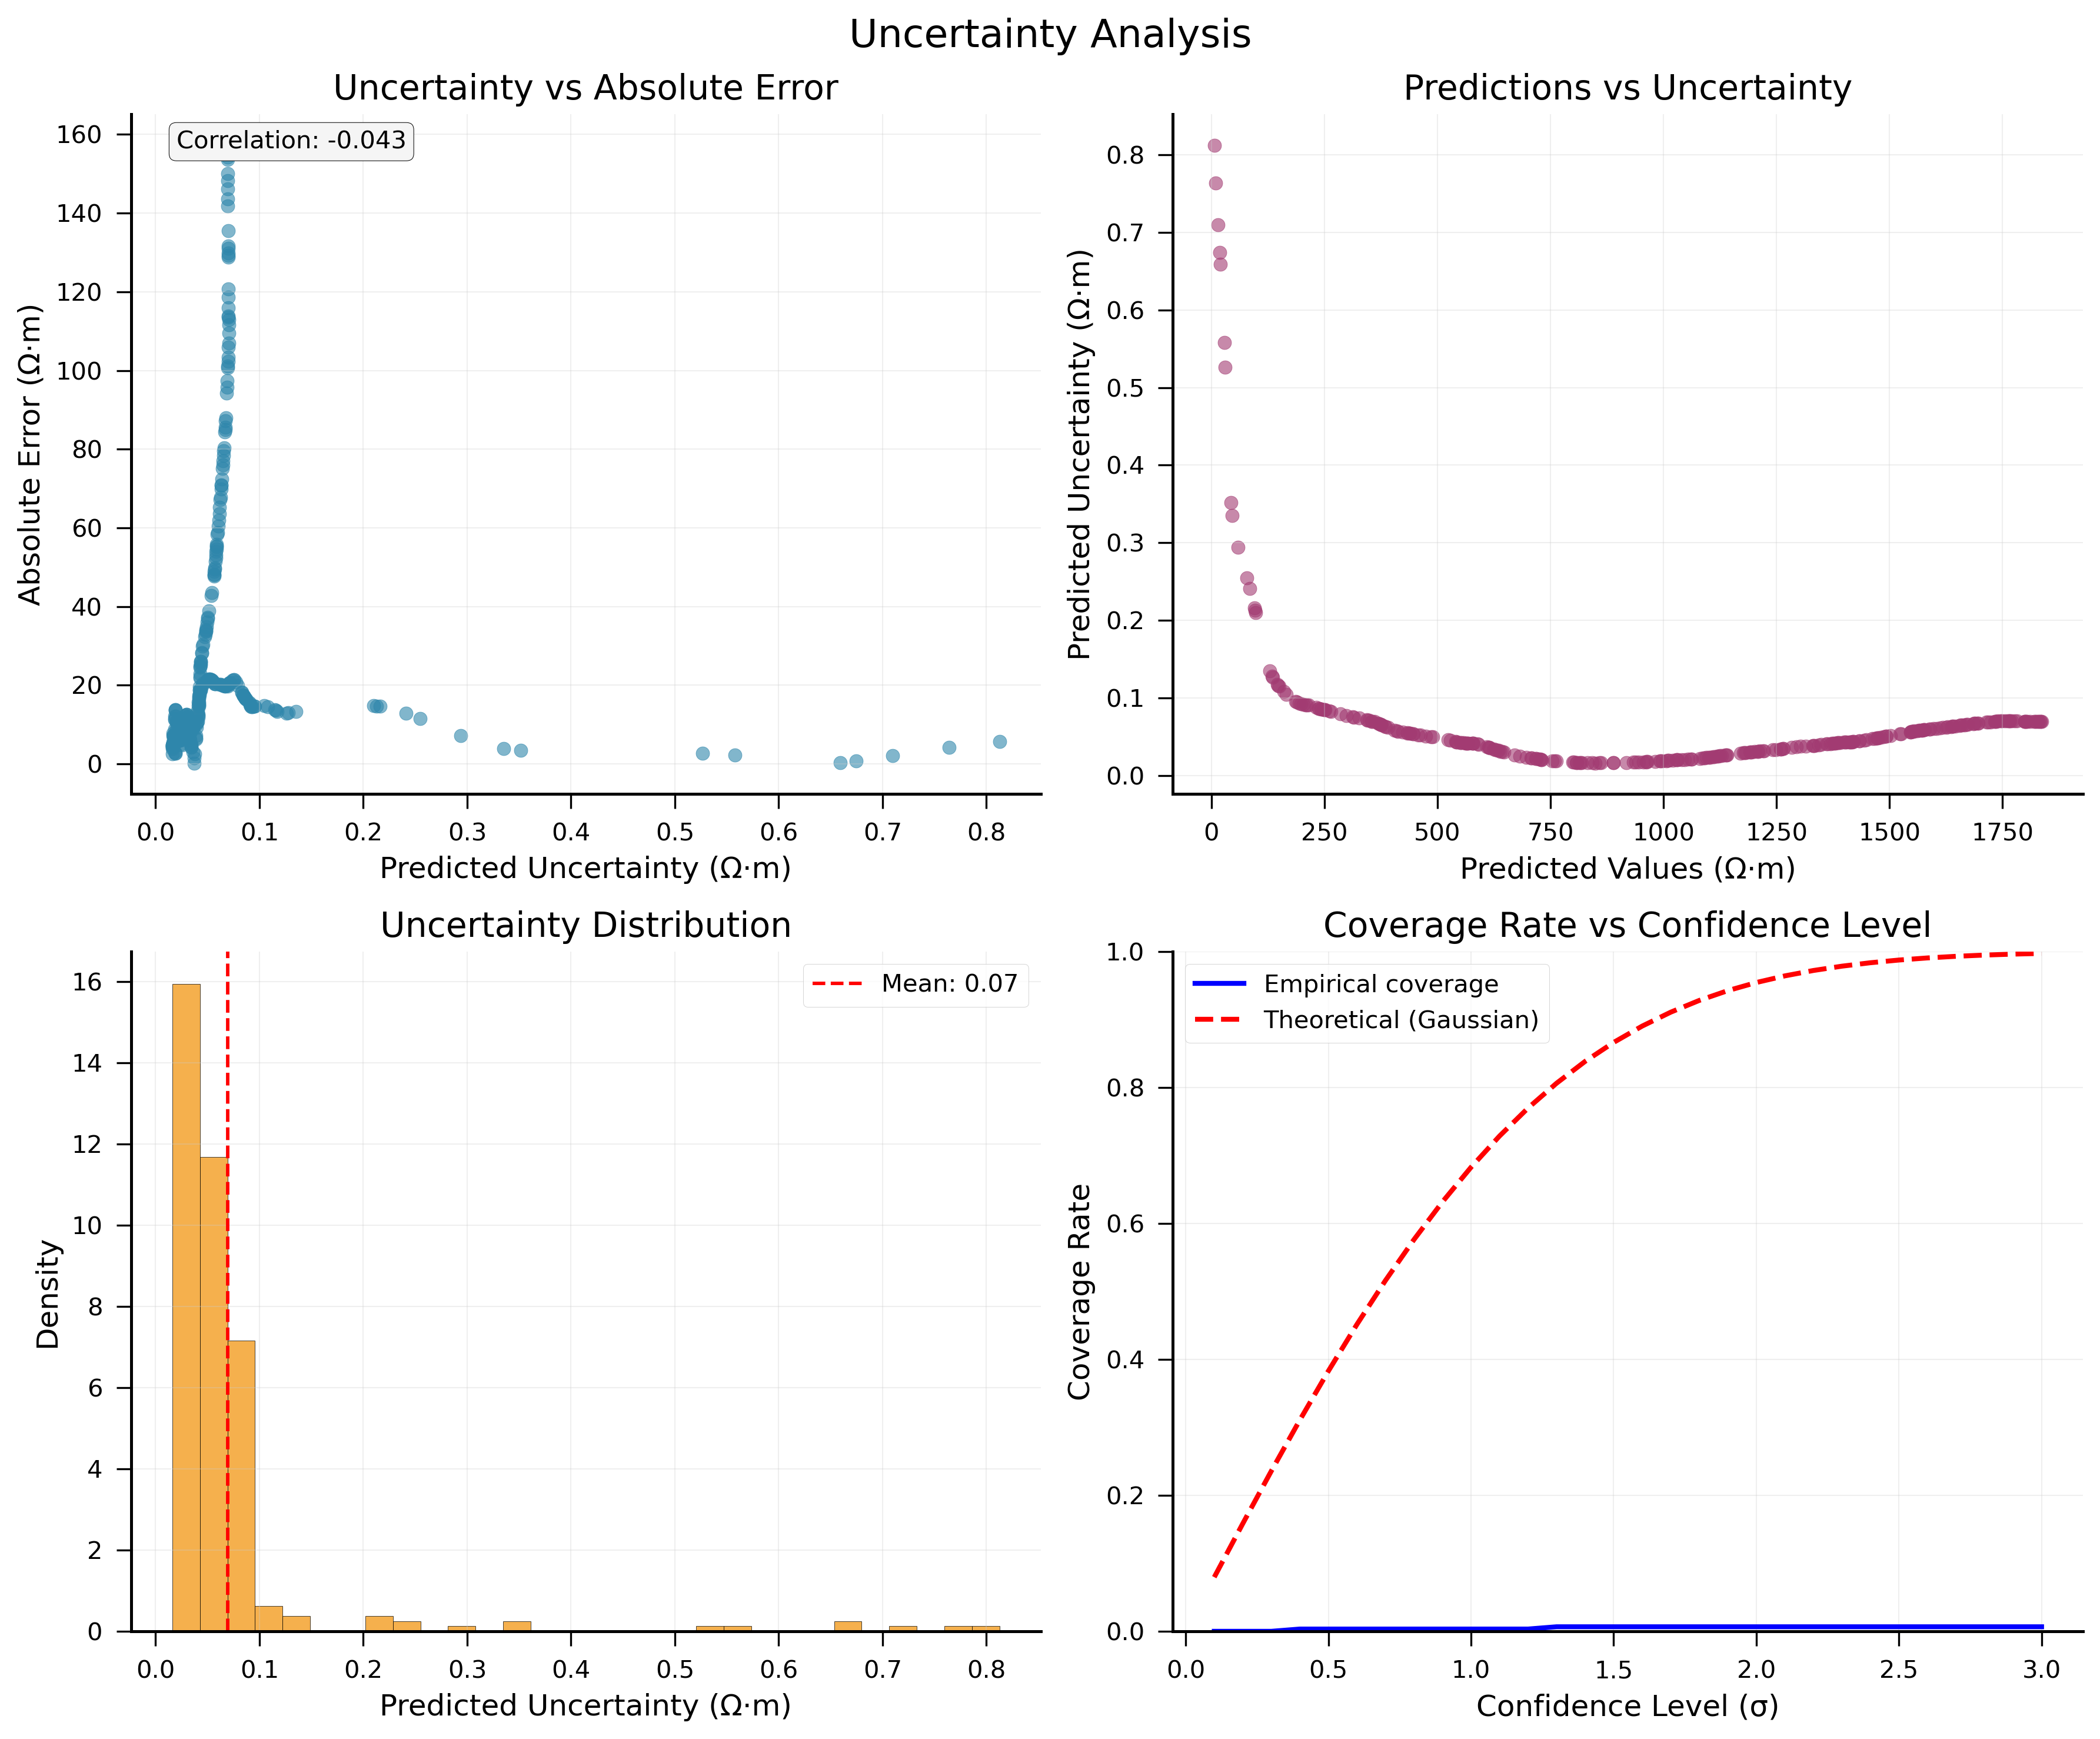 Uncertainty Analysis
Uncertainty vs Absolute Error
Correlation: -0.043
160
140
120
100
80
60
40
20
0
Absolute Error (Ω·m)
0.0 0.1 0.2 0.3 0.4 0.5 0.6 0.7 0.8
Predicted Uncertainty (Ω·m)
Predictions vs Uncertainty
0.8
0.7
0.6
0.5
0.4
0.3
0.2
0.1
0.0
Predicted Uncertainty (Ω·m)
0 250 500 750 1000 1250 1500 1750
Predicted Values (Ω·m)
Uncertainty Distribution
Mean: 0.07
16
14
12
10
8
6
4
2
0
Density
0.0 0.1 0.2 0.3 0.4 0.5 0.6 0.7 0.8
Predicted Uncertainty (Ω·m)
Coverage Rate vs Confidence Level
Empirical coverage
Theoretical (Gaussian)
1.0
0.8
0.6
0.4
0.2
0.0
Coverage Rate
0.0 0.5 1.0 1.5 2.0 2.5 3.0
Confidence Level (σ)